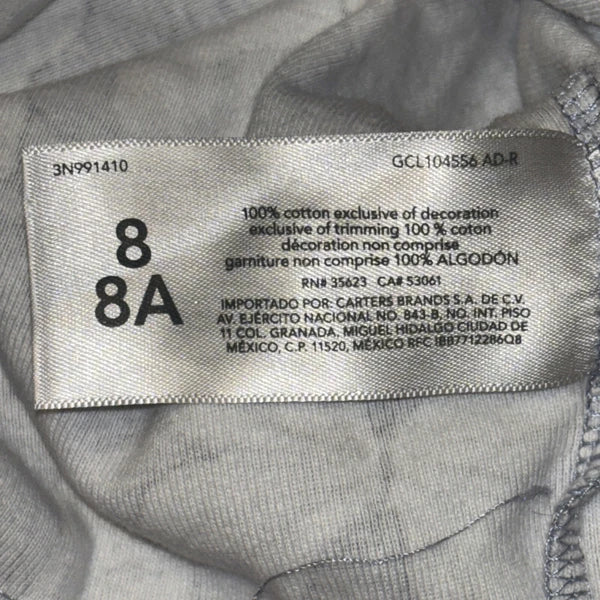 3N991410
GCL104556 AD-R
8
8A
100% cotton exclusive of decoration
exclusive of trimming 100 % coton
décoration non comprise
garniture non comprise 100% ALGODÓN
RN# 35623 CA# 53061
IMPORTADO POR: CARTERS BRANDS S.A. DE C.V.
AV. EJÉRCITO NACIONAL NO. 843-B, NO. INT. PISO
11 COL. GRANADA, MIGUEL HIDALGO CIUDAD DE
MÉXICO, C.P. 11520, MÉXICO RFC IBB7712286Q8